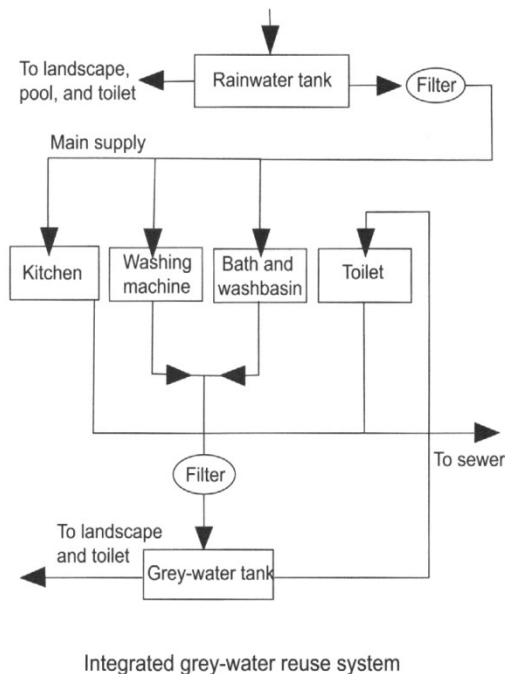 To landscape,
pool, and toilet
Rainwater tank
Filter
Main supply
Kitchen
Washing
machine
Bath and
washbasin
Toilet
To sewer
Filter
To landscape
and toilet
Grey-water tank
Integrated grey-water reuse system